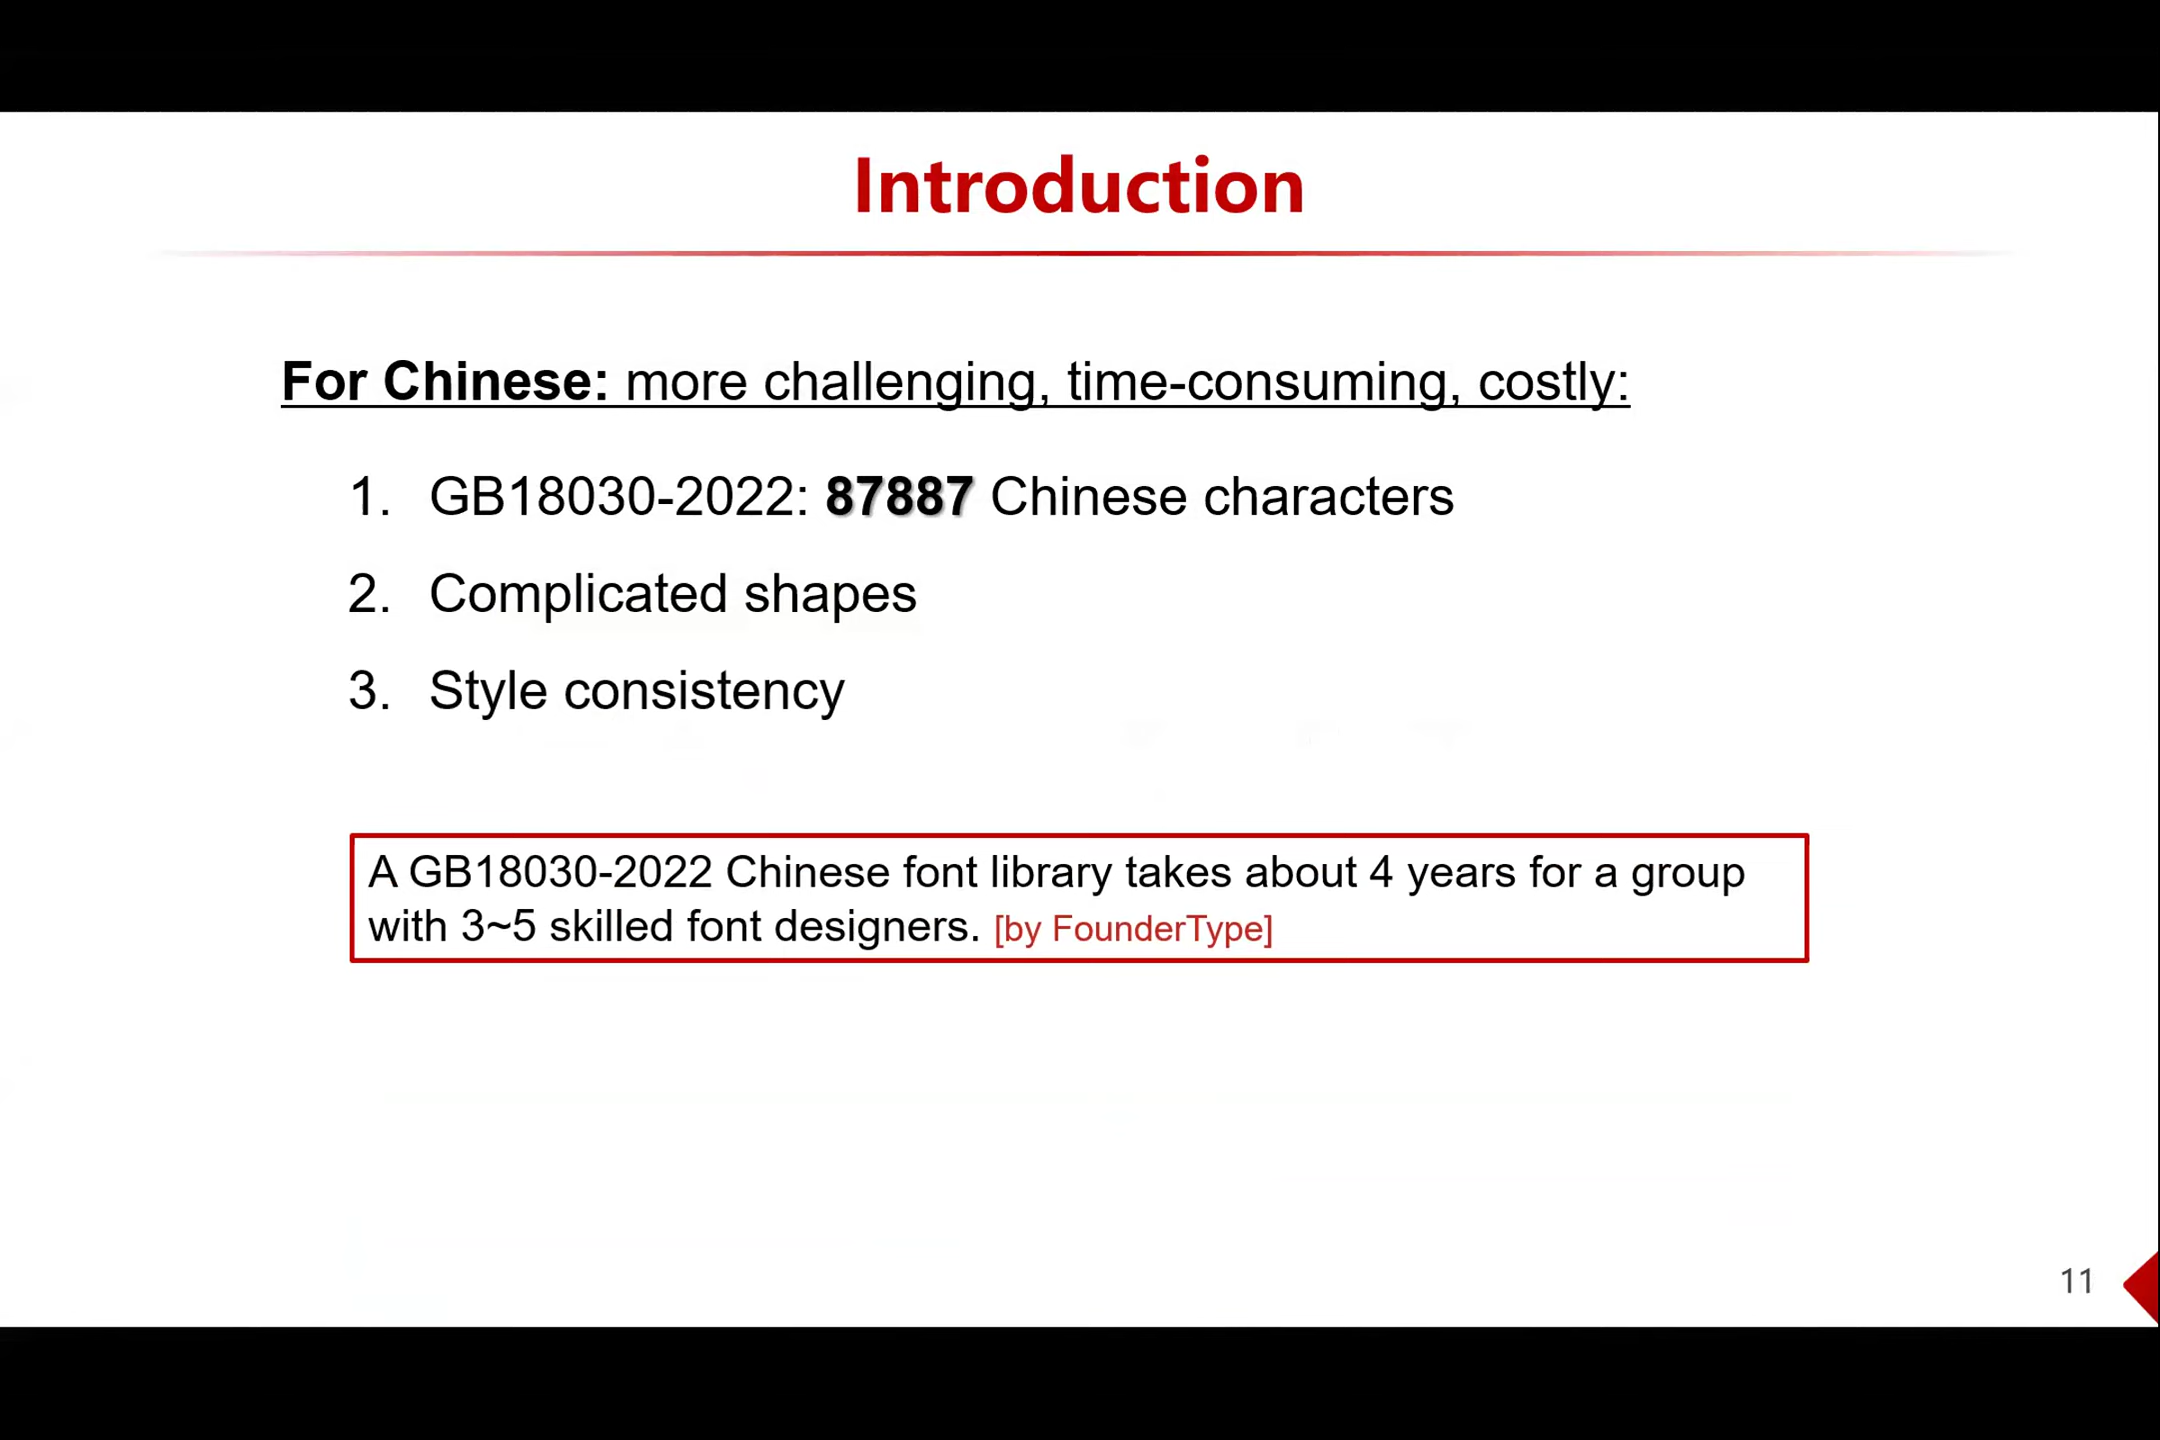 Introduction
For Chinese: more challenging, time-consuming, costly:
1. GB18030-2022: 87887 Chinese characters
2. Complicated shapes
3. Style consistency
A GB18030-2022 Chinese font library takes about 4 years for a group
with 3~5 skilled font designers. [by FounderType]
11